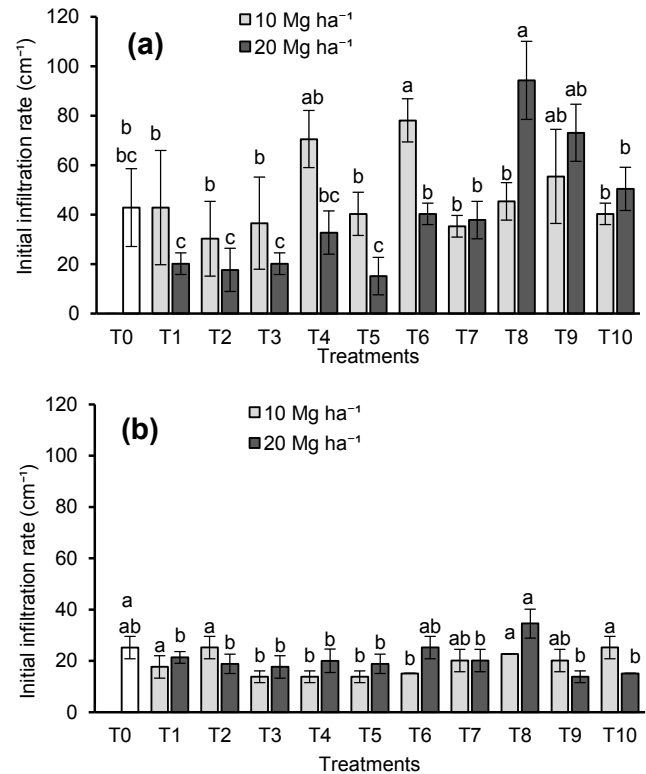 (a)
10 Mg ha⁻¹
20 Mg ha⁻¹
Initial infiltration rate (cm⁻¹)
120
100
80
60
40
20
0
b
bc
b c b c b c ab bc b c a b b b b a ab ab b b
T0 T1 T2 T3 T4 T5 T6 T7 T8 T9 T10
Treatments
(b)
10 Mg ha⁻¹
20 Mg ha⁻¹
Initial infiltration rate (cm⁻¹)
120
100
80
60
40
20
0
a
ab
a b a b b b b b b b b ab ab b a a ab b a b
T0 T1 T2 T3 T4 T5 T6 T7 T8 T9 T10
Treatments